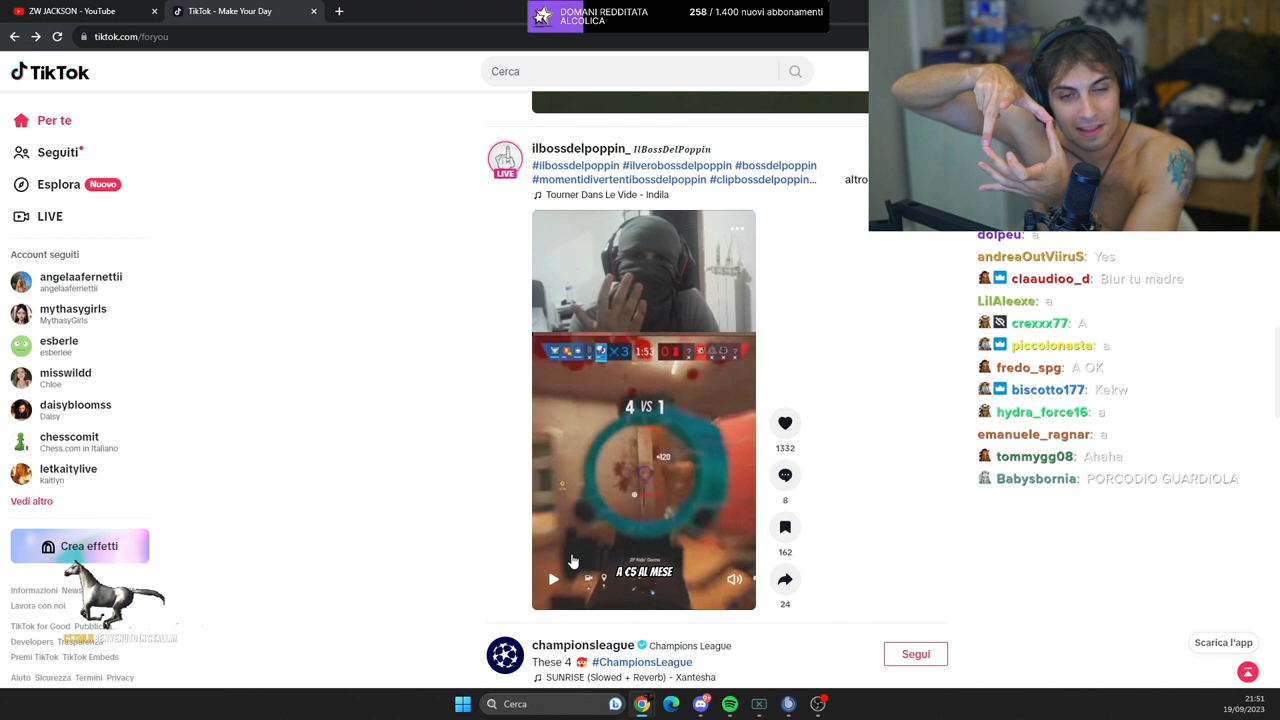 ZW JACKSON - YouTube
TikTok - Make Your Day
tiktok.com/foryou
DOMANI REDDITATA ALCOLICA
258 / 1.400 nuovi abbonamenti
TikTok
Cerca
Per te
Seguiti
Esplora Nuovo
LIVE
Account seguiti
angelaafernettii
angelaafernettii
mythasygirls
MythasyGirls
esberle
esberlee
misswildd
Chloe
daisybloomss
Daisy
chesscomit
Chess.com in Italiano
letkaitylive
kaitlyn
Vedi altro
Crea effetti
Informazioni News
Lavora con noi
TikTok for Good
Developers Trasparenza
Premi TikTok TikTok Embeds
Aiuto Sicurezza Termini Privacy
ilbossdelpoppin_ IlBossDelPoppin
LIVE
#ilbossdelpoppin #ilverobossdelpoppin #bossdelpoppin
#momentidivertentibossdelpoppin #clipbossdelpoppin... altro
Tourner Dans Le Vide - Indila
3 1:53 0
4 VS 1
+120
A C5 AL MESE
1332
8
162
24
championsleague Champions League
These 4 #ChampionsLeague
SUNRISE (Slowed + Reverb) - Xantesha
Segui
dolpeu: a
andreaOutViiruS: Yes
claaudioo_d: Blur tu madre
LilAleexe: a
crexxx77: A
piccolonasta: a
fredo_spg: A OK
biscotto177: Kekw
hydra_force16: a
emanuele_ragnar: a
tommygg08: Ahaha
Babysbornia: PORCODIO GUARDIOLA
Scarica l'app
Cerca
21:51
19/09/2023